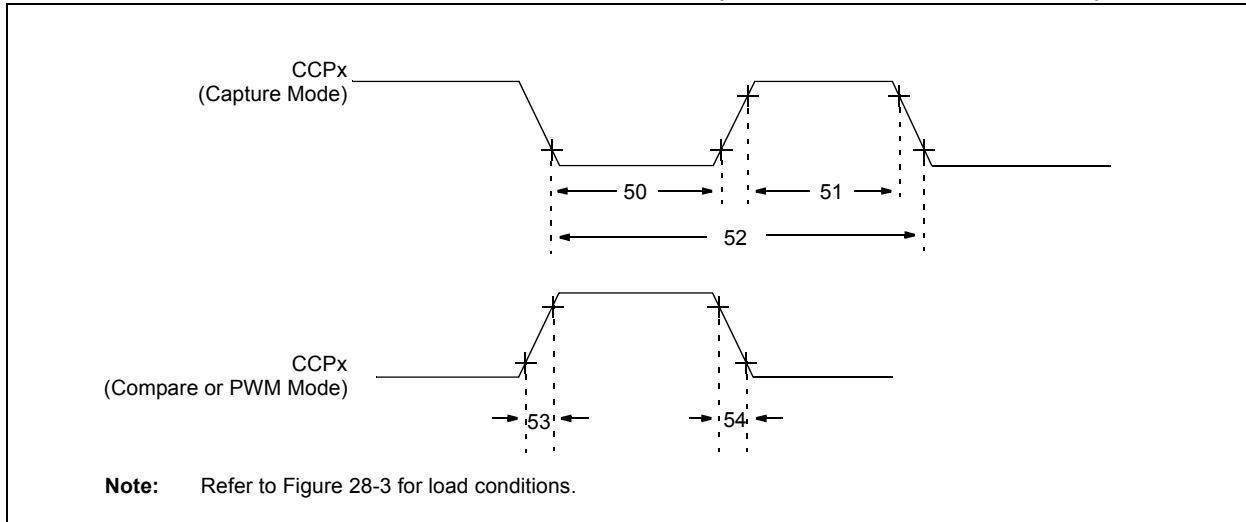 CCPx
(Capture Mode)
50
51
52
CCPx
(Compare or PWM Mode)
53
54
Note: Refer to Figure 28-3 for load conditions.